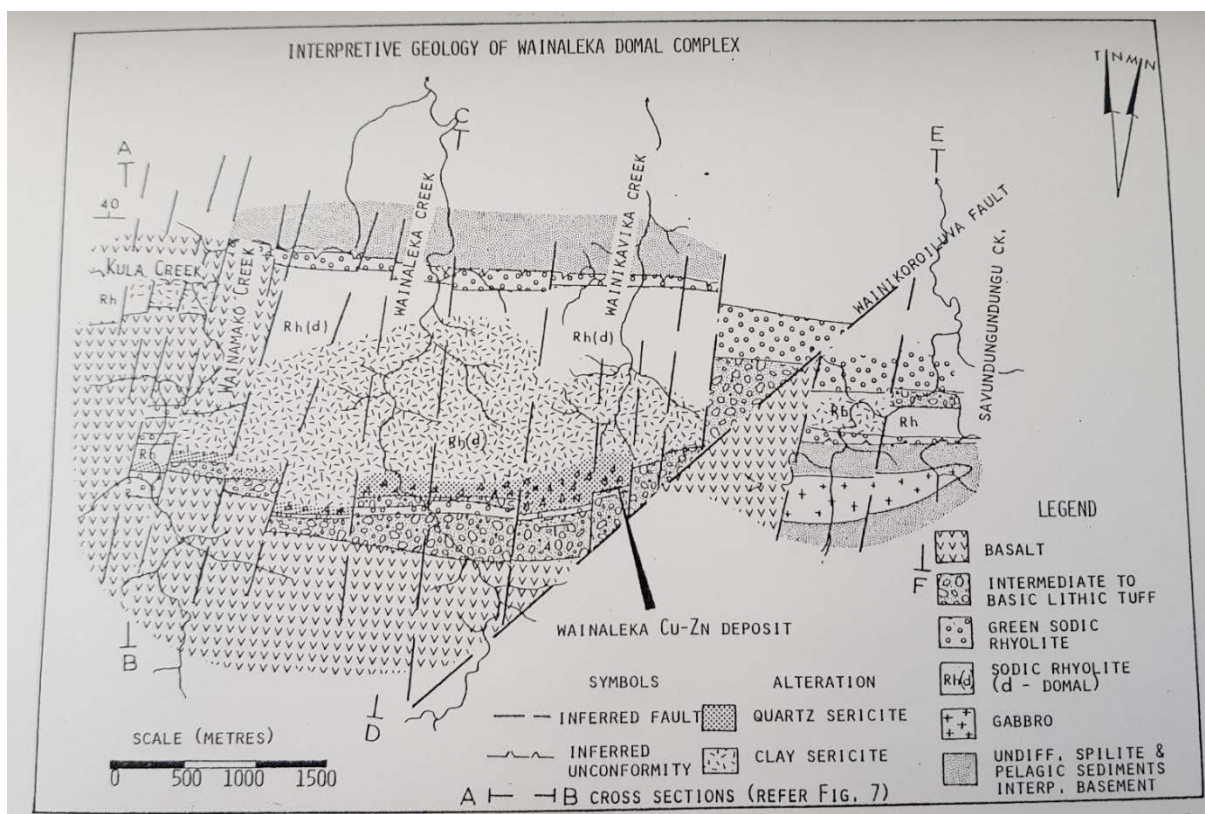 INTERPRETIVE GEOLOGY OF WAINALEKA DOMAL COMPLEX
T N M N
A
C
E
40
KULA CREEK
WAINAMAKO CREEK
WAINALEKA CREEK
WAINIKAVIKA CREEK
WAINIKOROILUVA FAULT
SAVUNDUNGUNDUNGU CK.
Rh
Rh(d)
Rh(d)
Rh(d)
Rh
Rh
Rh
B
D
F
WAINALEKA CU-ZN DEPOSIT
SCALE (METRES)
0 500 1000 1500
SYMBOLS
INFERRED FAULT
INFERRED
UNCONFORMITY
A B CROSS SECTIONS (REFER FIG. 7)
ALTERATION
QUARTZ SERICITE
CLAY SERICITE
LEGEND
BASALT
INTERMEDIATE TO
BASIC LITHIC TUFF
GREEN SODIC
RHYOLITE
Rh(d) SODIC RHYOLITE
(d - DOMAL)
GABBRO
UNDIFF. SPILITE &
PELAGIC SEDIMENTS
INTERP. BASEMENT